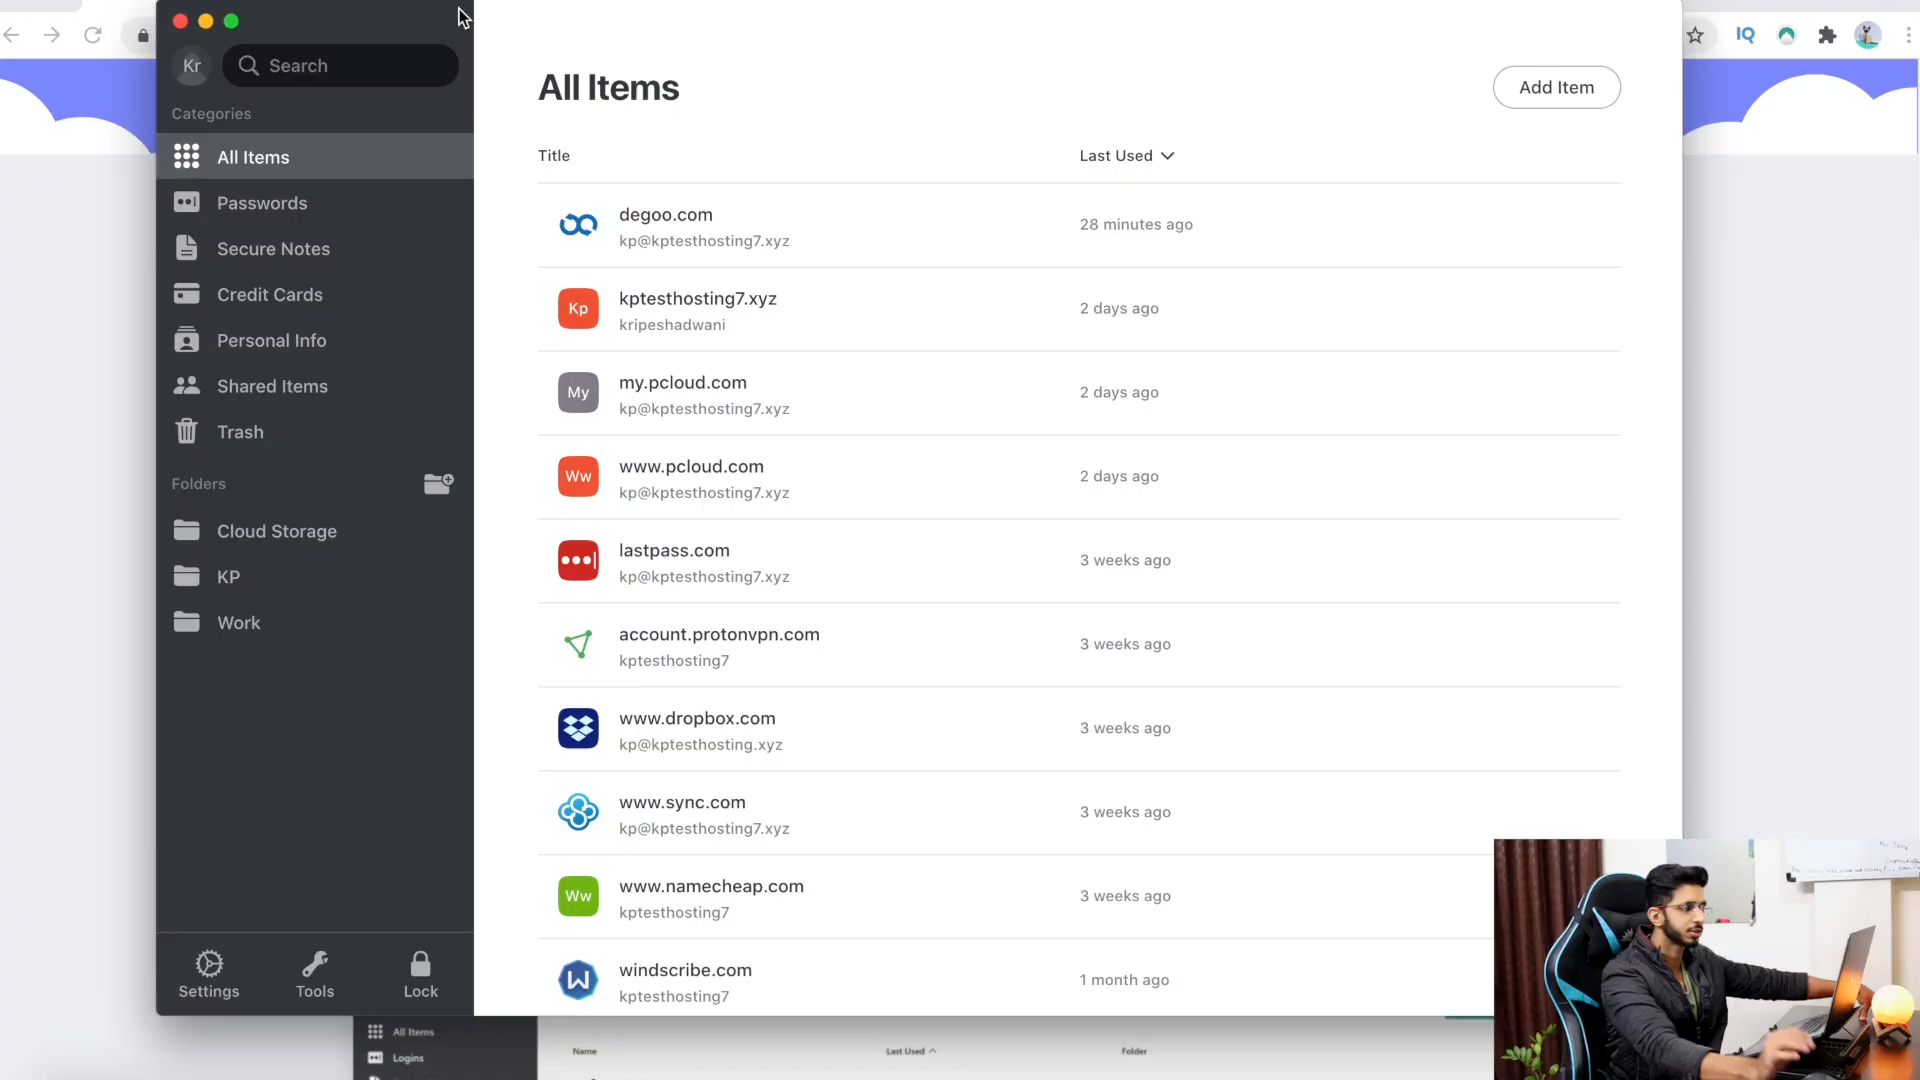 Kr
Search
Categories
All Items
Passwords
Secure Notes
Credit Cards
Personal Info
Shared Items
Trash
Folders
Cloud Storage
KP
Work
Settings
Tools
Lock
All Items
Add Item
Title
Last Used
degoo.com
kp@kptesthosting7.xyz
28 minutes ago
Kp
kptesthosting7.xyz
kripeshadwani
2 days ago
My
my.pcloud.com
kp@kptesthosting7.xyz
2 days ago
Ww
www.pcloud.com
kp@kptesthosting7.xyz
2 days ago
lastpass.com
kp@kptesthosting7.xyz
3 weeks ago
account.protonvpn.com
kptesthosting7
3 weeks ago
www.dropbox.com
kp@kptesthosting.xyz
3 weeks ago
www.sync.com
kp@kptesthosting7.xyz
3 weeks ago
Ww
www.namecheap.com
kptesthosting7
3 weeks ago
W
windscribe.com
kptesthosting7
1 month ago
IQ
All Items
Logins
Name
Last Used
Folder